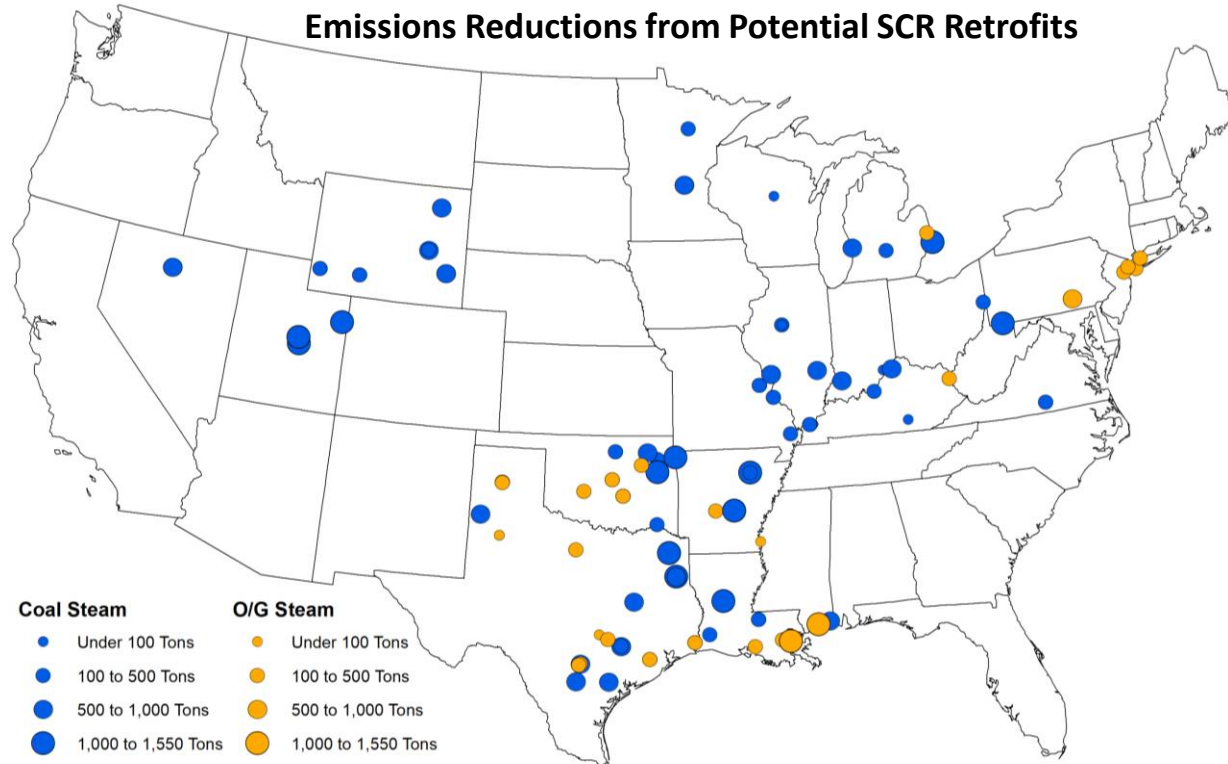 Emissions Reductions from Potential SCR Retrofits
Coal Steam
Under 100 Tons
100 to 500 Tons
500 to 1,000 Tons
1,000 to 1,550 Tons
O/G Steam
Under 100 Tons
100 to 500 Tons
500 to 1,000 Tons
1,000 to 1,550 Tons